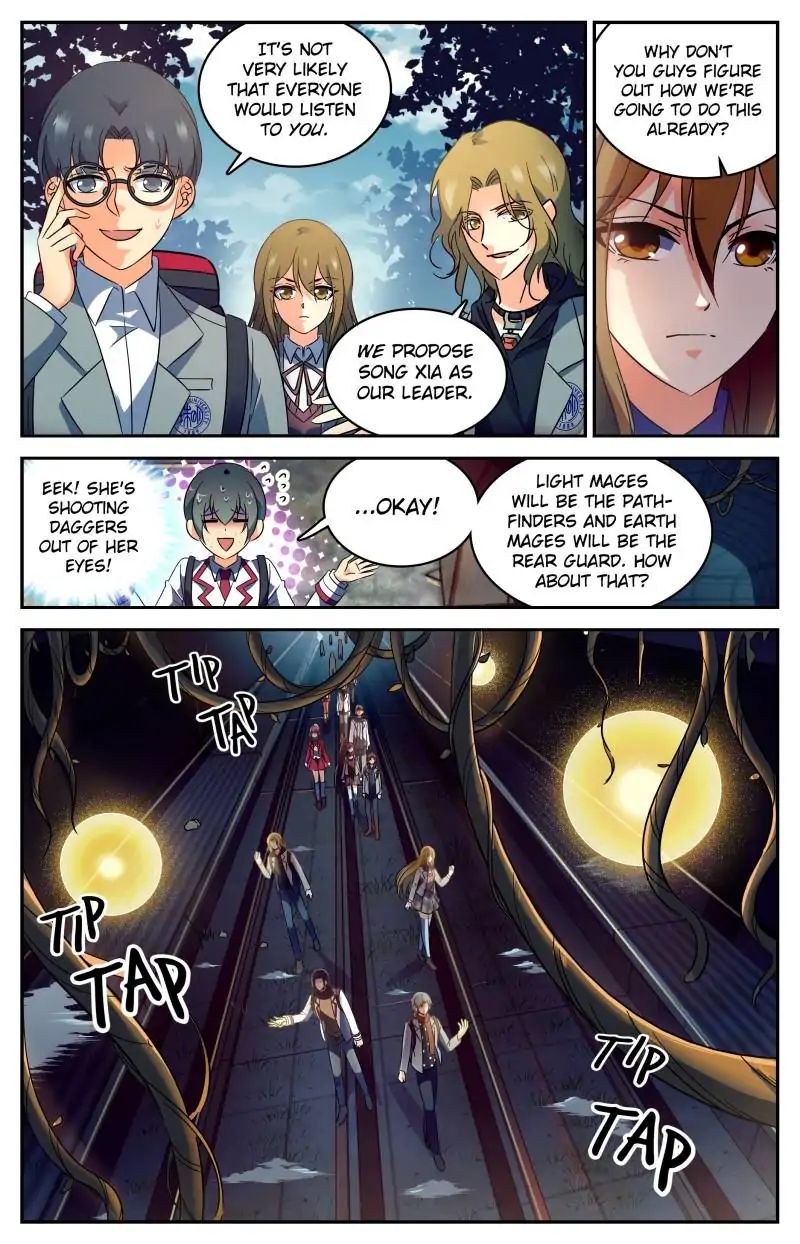 IT'S NOT
VERY LIKELY
THAT EVERYONE
WOULD LISTEN
TO YOU.
WE PROPOSE
SONG XIA AS
OUR LEADER.
WHY DON'T
YOU GUYS FIGURE
OUT HOW WE'RE
GOING TO DO THIS
ALREADY?
EEK! SHE'S
SHOOTING
DAGGERS
OUT OF HER
EYES!
...OKAY!
LIGHT MAGES
WILL BE THE PATH-
FINDERS AND EARTH
MAGES WILL BE THE
REAR GUARD. HOW
ABOUT THAT?
TIP
TAP
TIP
TAP
TIP
TAP